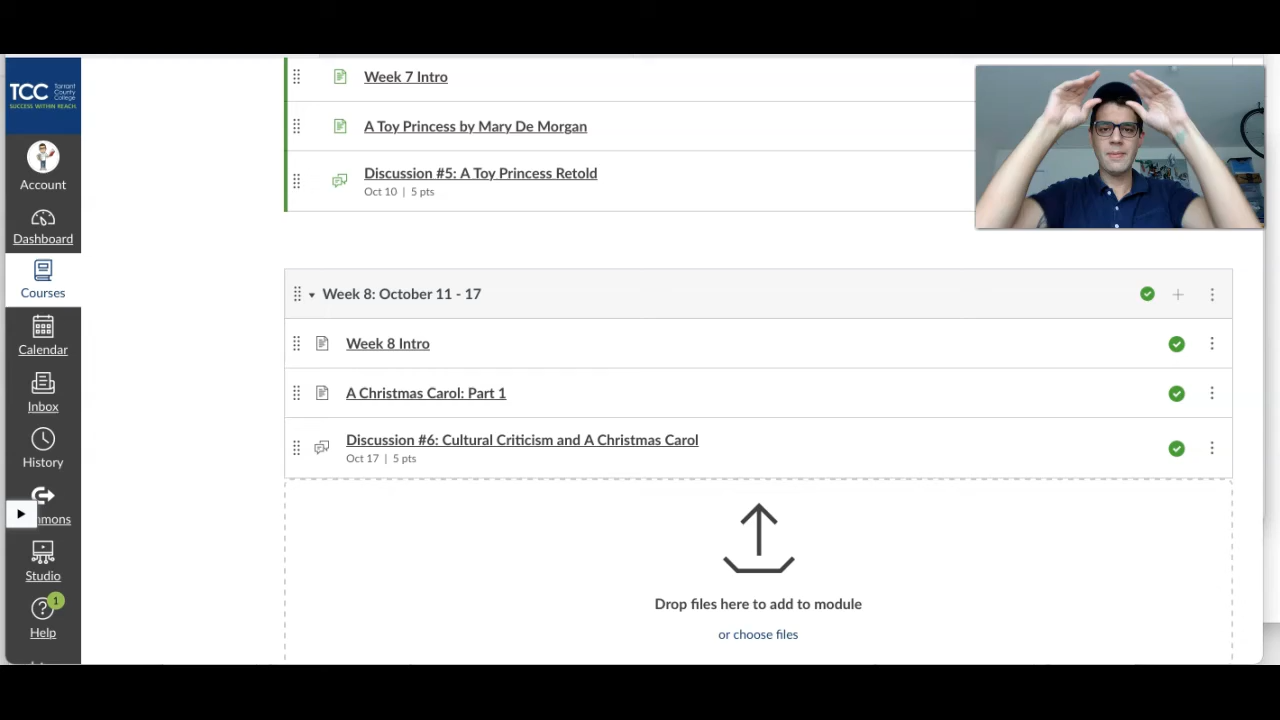 TCC Tarrant County College
SUCCESS WITHIN REACH.
Account
Dashboard
Courses
Calendar
Inbox
History
mmons
Studio
1
Help
Week 7 Intro
A Toy Princess by Mary De Morgan
Discussion #5: A Toy Princess Retold
Oct 10 | 5 pts
Week 8: October 11 - 17
Week 8 Intro
A Christmas Carol: Part 1
Discussion #6: Cultural Criticism and A Christmas Carol
Oct 17 | 5 pts
Drop files here to add to module
or choose files